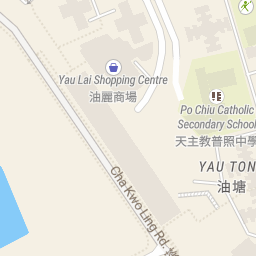 Yau Lai Shopping Centre
油麗商場
Po Chiu Catholic
Secondary School
天主教普照中學
YAU TON
油塘
Cha Kwo Ling Rd.